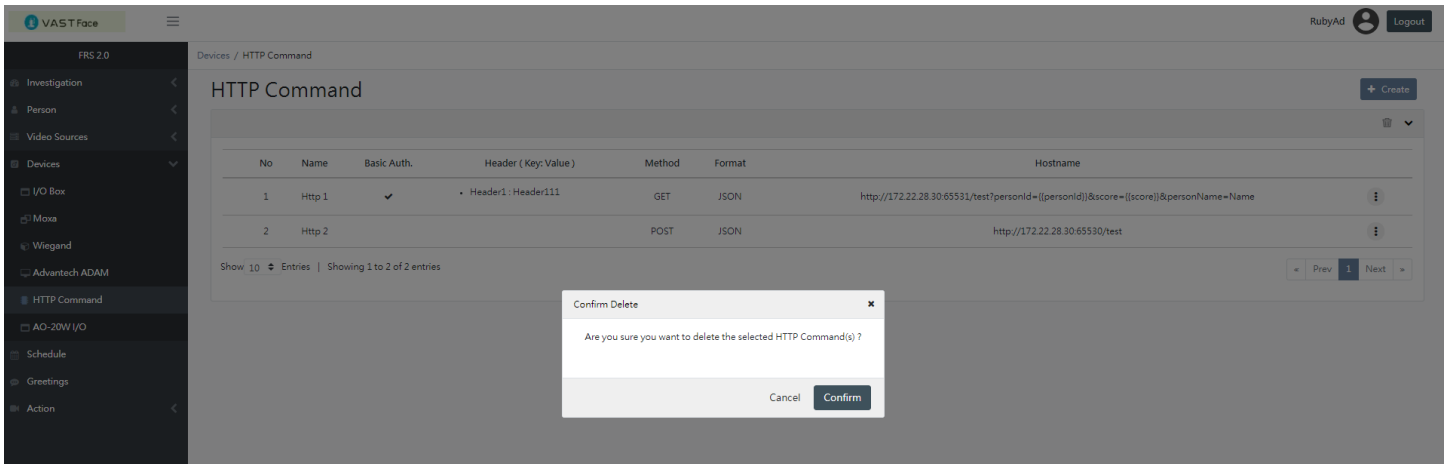 VAST Face
RubyAd Logout
FRS 2.0
Devices / HTTP Command
Investigation
Person
Video Sources
Devices
I/O Box
Moxa
Wiegand
Advantech ADAM
HTTP Command
AO-20W I/O
Schedule
Greetings
Action
HTTP Command
+ Create
No Name Basic Auth. Header ( Key: Value ) Method Format Hostname
1 Http 1 ✔ • Header1 : Header111 GET JSON http://172.22.28.30:65531/test?personId={{personId}}&score={{score}}&personName=Name
2 Http 2 POST JSON http://172.22.28.30:65530/test
Show 10 Entries | Showing 1 to 2 of 2 entries
« Prev 1 Next »
Confirm Delete
Are you sure you want to delete the selected HTTP Command(s) ?
Cancel Confirm